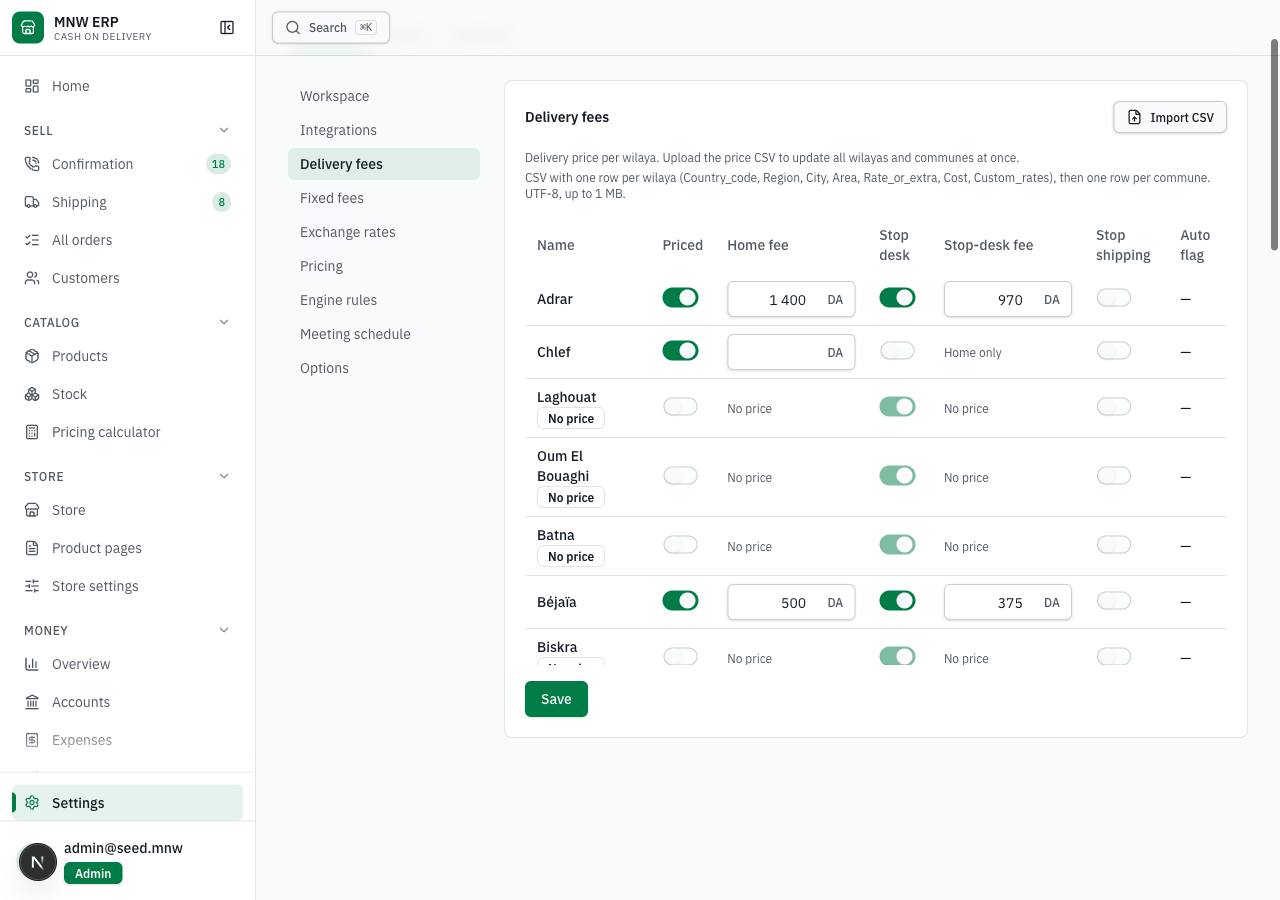 MNW ERP
CASH ON DELIVERY
Search ⌘K
Home
SELL
Confirmation 18
Shipping 8
All orders
Customers
CATALOG
Products
Stock
Pricing calculator
STORE
Store
Product pages
Store settings
MONEY
Overview
Accounts
Expenses
Settings
N
admin@seed.mnw
Admin
Workspace
Integrations
Delivery fees
Fixed fees
Exchange rates
Pricing
Engine rules
Meeting schedule
Options
Delivery fees
Import CSV
Delivery price per wilaya. Upload the price CSV to update all wilayas and communes at once.
CSV with one row per wilaya (Country_code, Region, City, Area, Rate_or_extra, Cost, Custom_rates), then one row per commune.
UTF-8, up to 1 MB.
Name Priced Home fee Stop desk Stop-desk fee Stop shipping Auto flag
Adrar 1 400 DA 970 DA —
Chlef DA Home only —
Laghouat
No price No price No price —
Oum El
Bouaghi
No price No price No price —
Batna
No price No price No price —
Béjaïa 500 DA 375 DA —
Biskra
No price No price —
Save